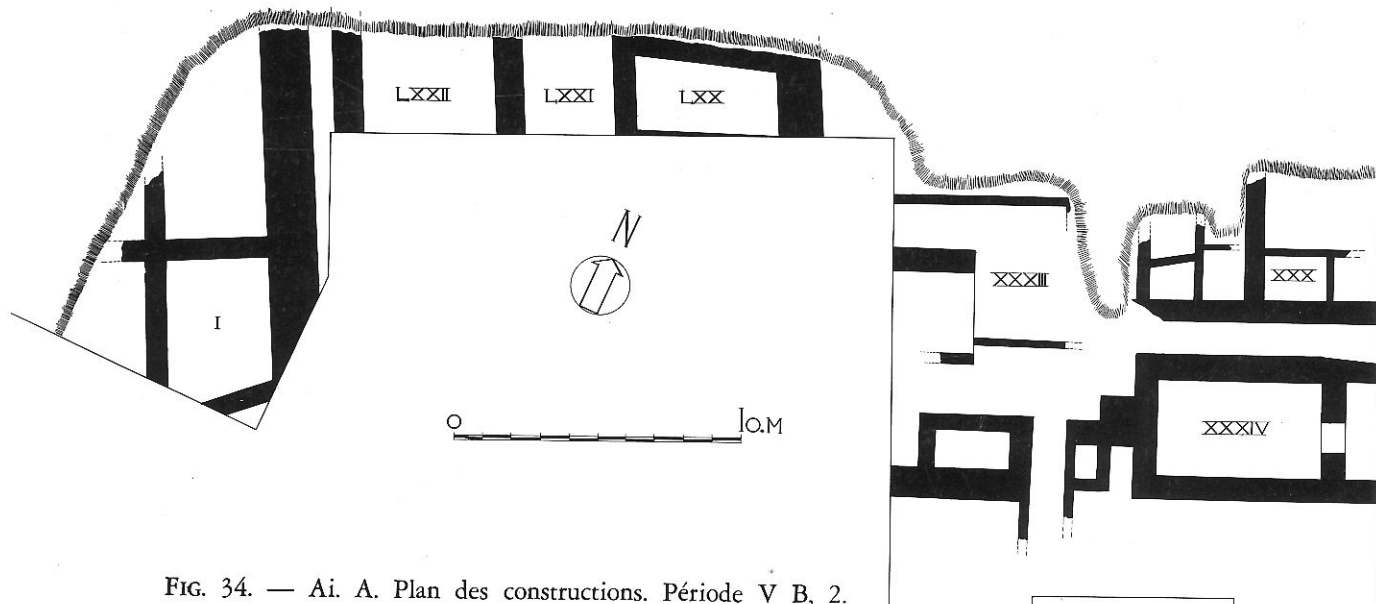 LXXII
LXXI
LXX
N
XXXIII
XXX
I
O
10.M
XXXIV
FIG. 34. — Ai. A. Plan des constructions. Période V B, 2.